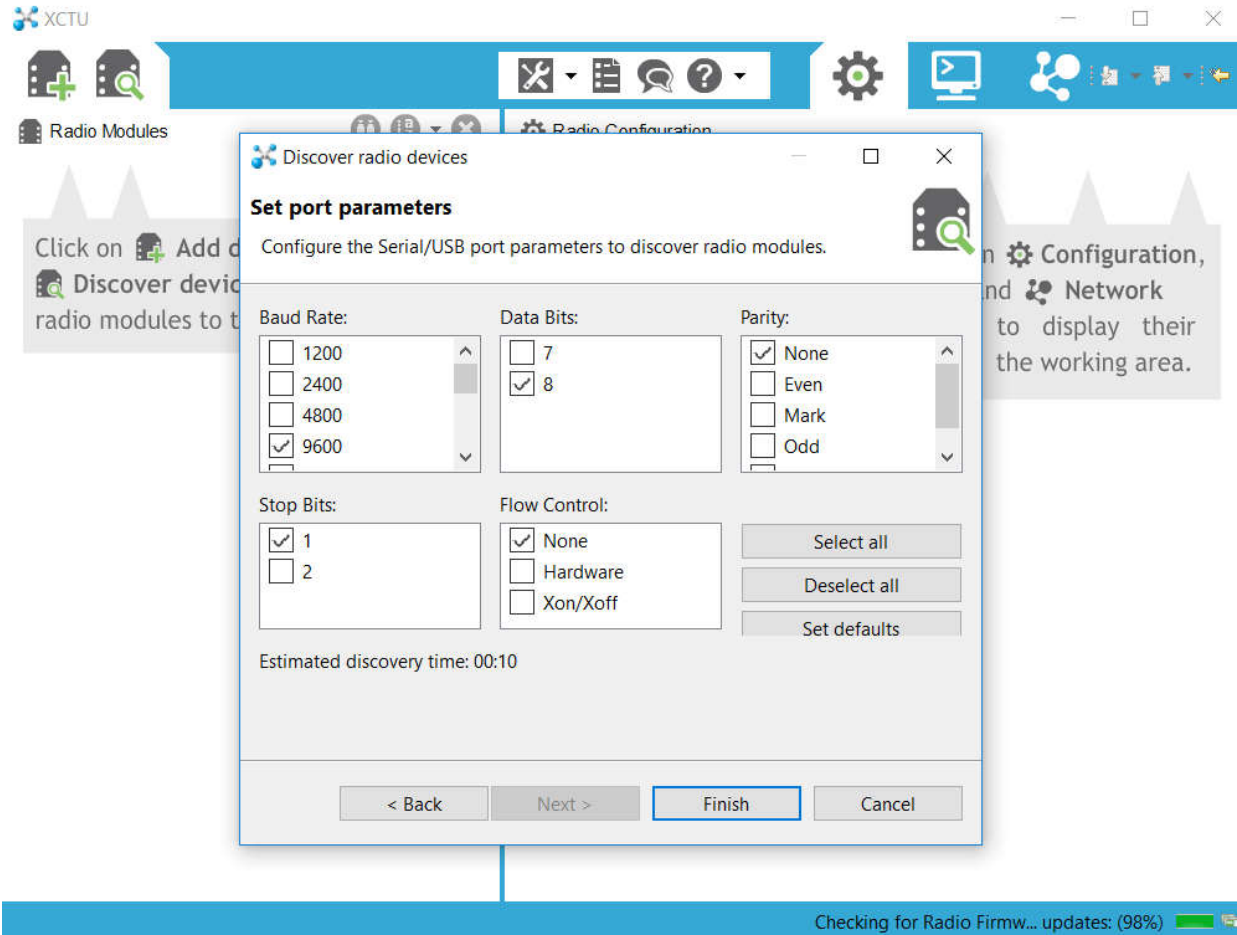 XCTU
Radio Modules
Radio Configuration
Click on Add d
Discover devic
radio modules to t
n Configuration,
nd Network
to display their
the working area.
Discover radio devices
Set port parameters
Configure the Serial/USB port parameters to discover radio modules.
Baud Rate:
1200
2400
4800
9600
Data Bits:
7
8
Parity:
None
Even
Mark
Odd
Stop Bits:
1
2
Flow Control:
None
Hardware
Xon/Xoff
Select all
Deselect all
Set defaults
Estimated discovery time: 00:10
< Back
Next >
Finish
Cancel
Checking for Radio Firmw... updates: (98%)